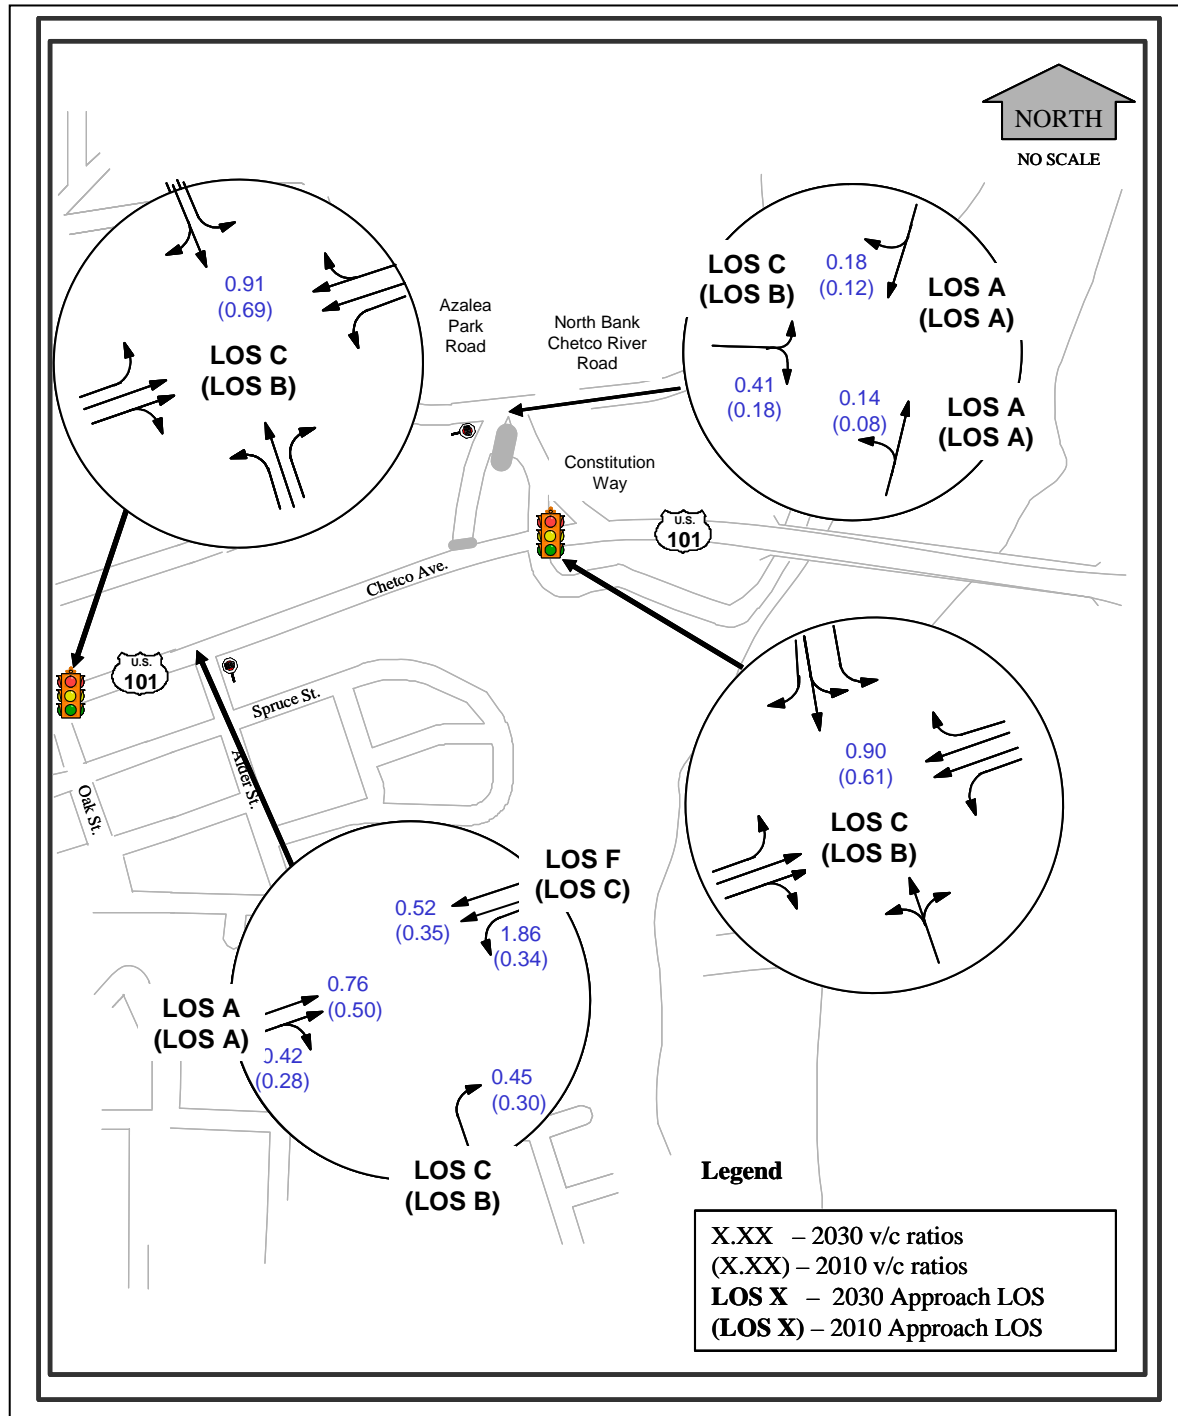 NORTH
NO SCALE
0.91
(0.69)
LOS C
(LOS B)
Azalea
Park
Road
North Bank
Chetco River
Road
LOS C
(LOS B)
0.18
(0.12)
LOS A
(LOS A)
0.41
(0.18)
0.14
(0.08)
LOS A
(LOS A)
Constitution
Way
U.S.
101
Chetco Ave.
U.S.
101
Spruce St.
Alder St.
Oak St.
0.90
(0.61)
LOS C
(LOS B)
LOS F
(LOS C)
0.52
(0.35)
1.86
(0.34)
0.76
(0.50)
LOS A
(LOS A)
0.42
(0.28)
0.45
(0.30)
LOS C
(LOS B)
Legend
X.XX – 2030 v/c ratios
(X.XX) – 2010 v/c ratios
LOS X – 2030 Approach LOS
(LOS X) – 2010 Approach LOS